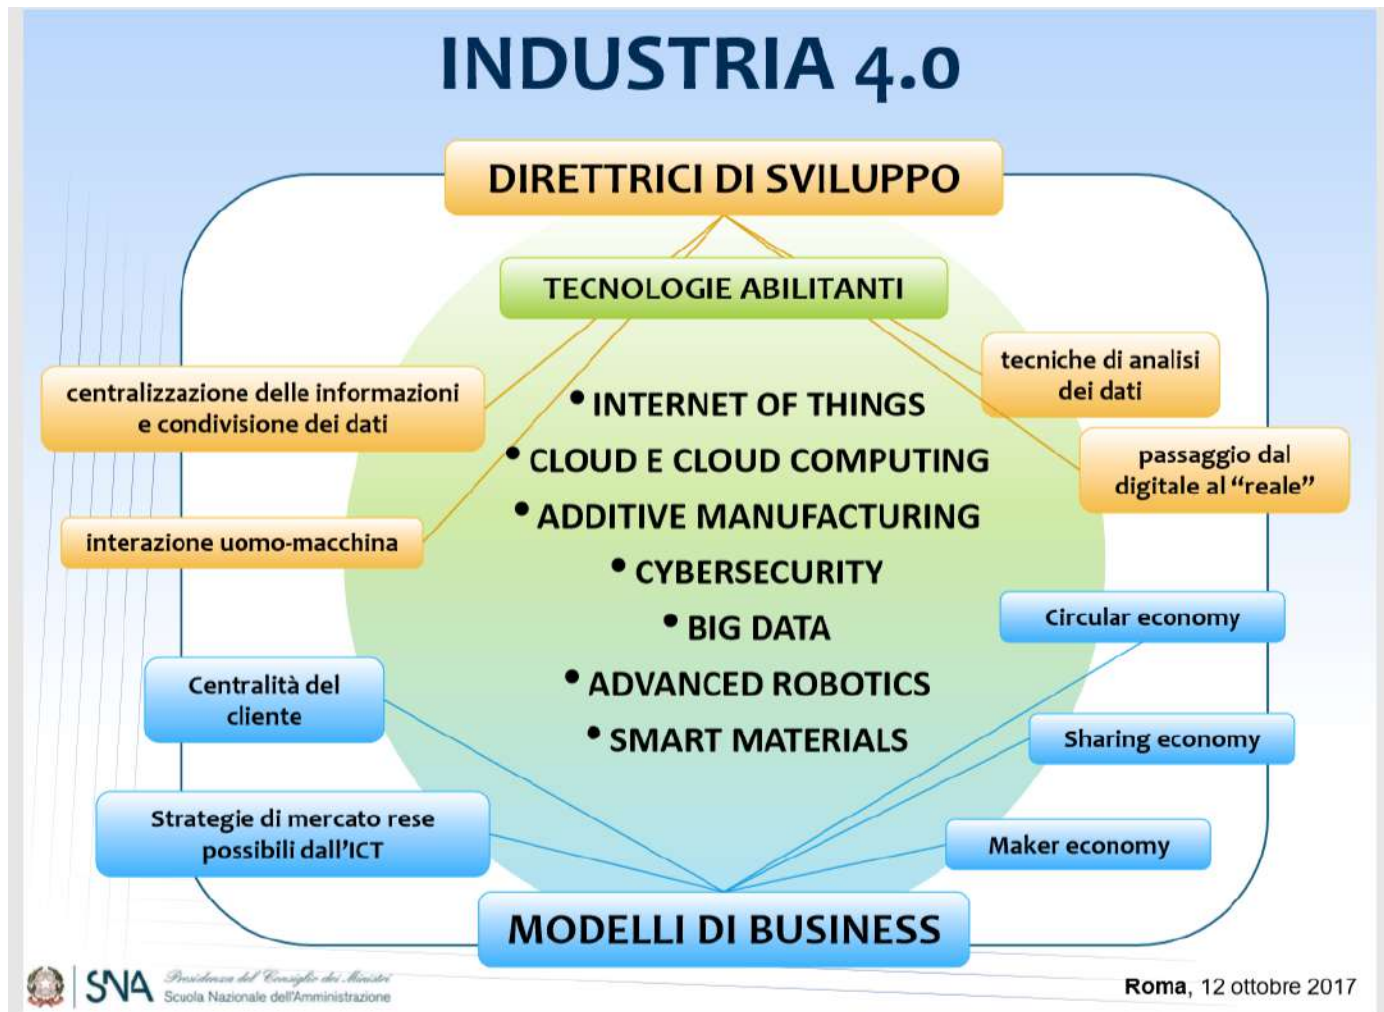 INDUSTRIA 4.0
DIRETTRICI DI SVILUPPO
TECNOLOGIE ABILITANTI
centralizzazione delle informazioni
e condivisione dei dati
interazione uomo-macchina
tecniche di analisi
dei dati
passaggio dal
digitale al “reale”
• INTERNET OF THINGS
• CLOUD E CLOUD COMPUTING
• ADDITIVE MANUFACTURING
• CYBERSECURITY
• BIG DATA
• ADVANCED ROBOTICS
• SMART MATERIALS
Centralità del
cliente
Strategie di mercato rese
possibili dall’ICT
Circular economy
Sharing economy
Maker economy
MODELLI DI BUSINESS
SNA
Presidenza del Consiglio dei Ministri
Scuola Nazionale dell’Amministrazione
Roma, 12 ottobre 2017